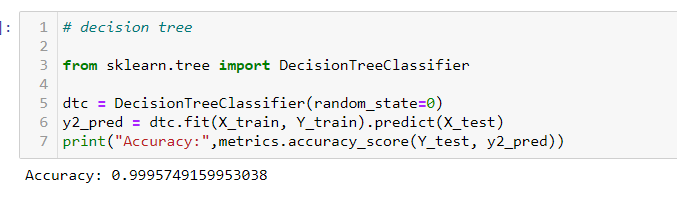 ]:
1 # decision tree
2
3 from sklearn.tree import DecisionTreeClassifier
4
5 dtc = DecisionTreeClassifier(random_state=0)
6 y2_pred = dtc.fit(X_train, Y_train).predict(X_test)
7 print("Accuracy:",metrics.accuracy_score(Y_test, y2_pred))
Accuracy: 0.9995749159953038